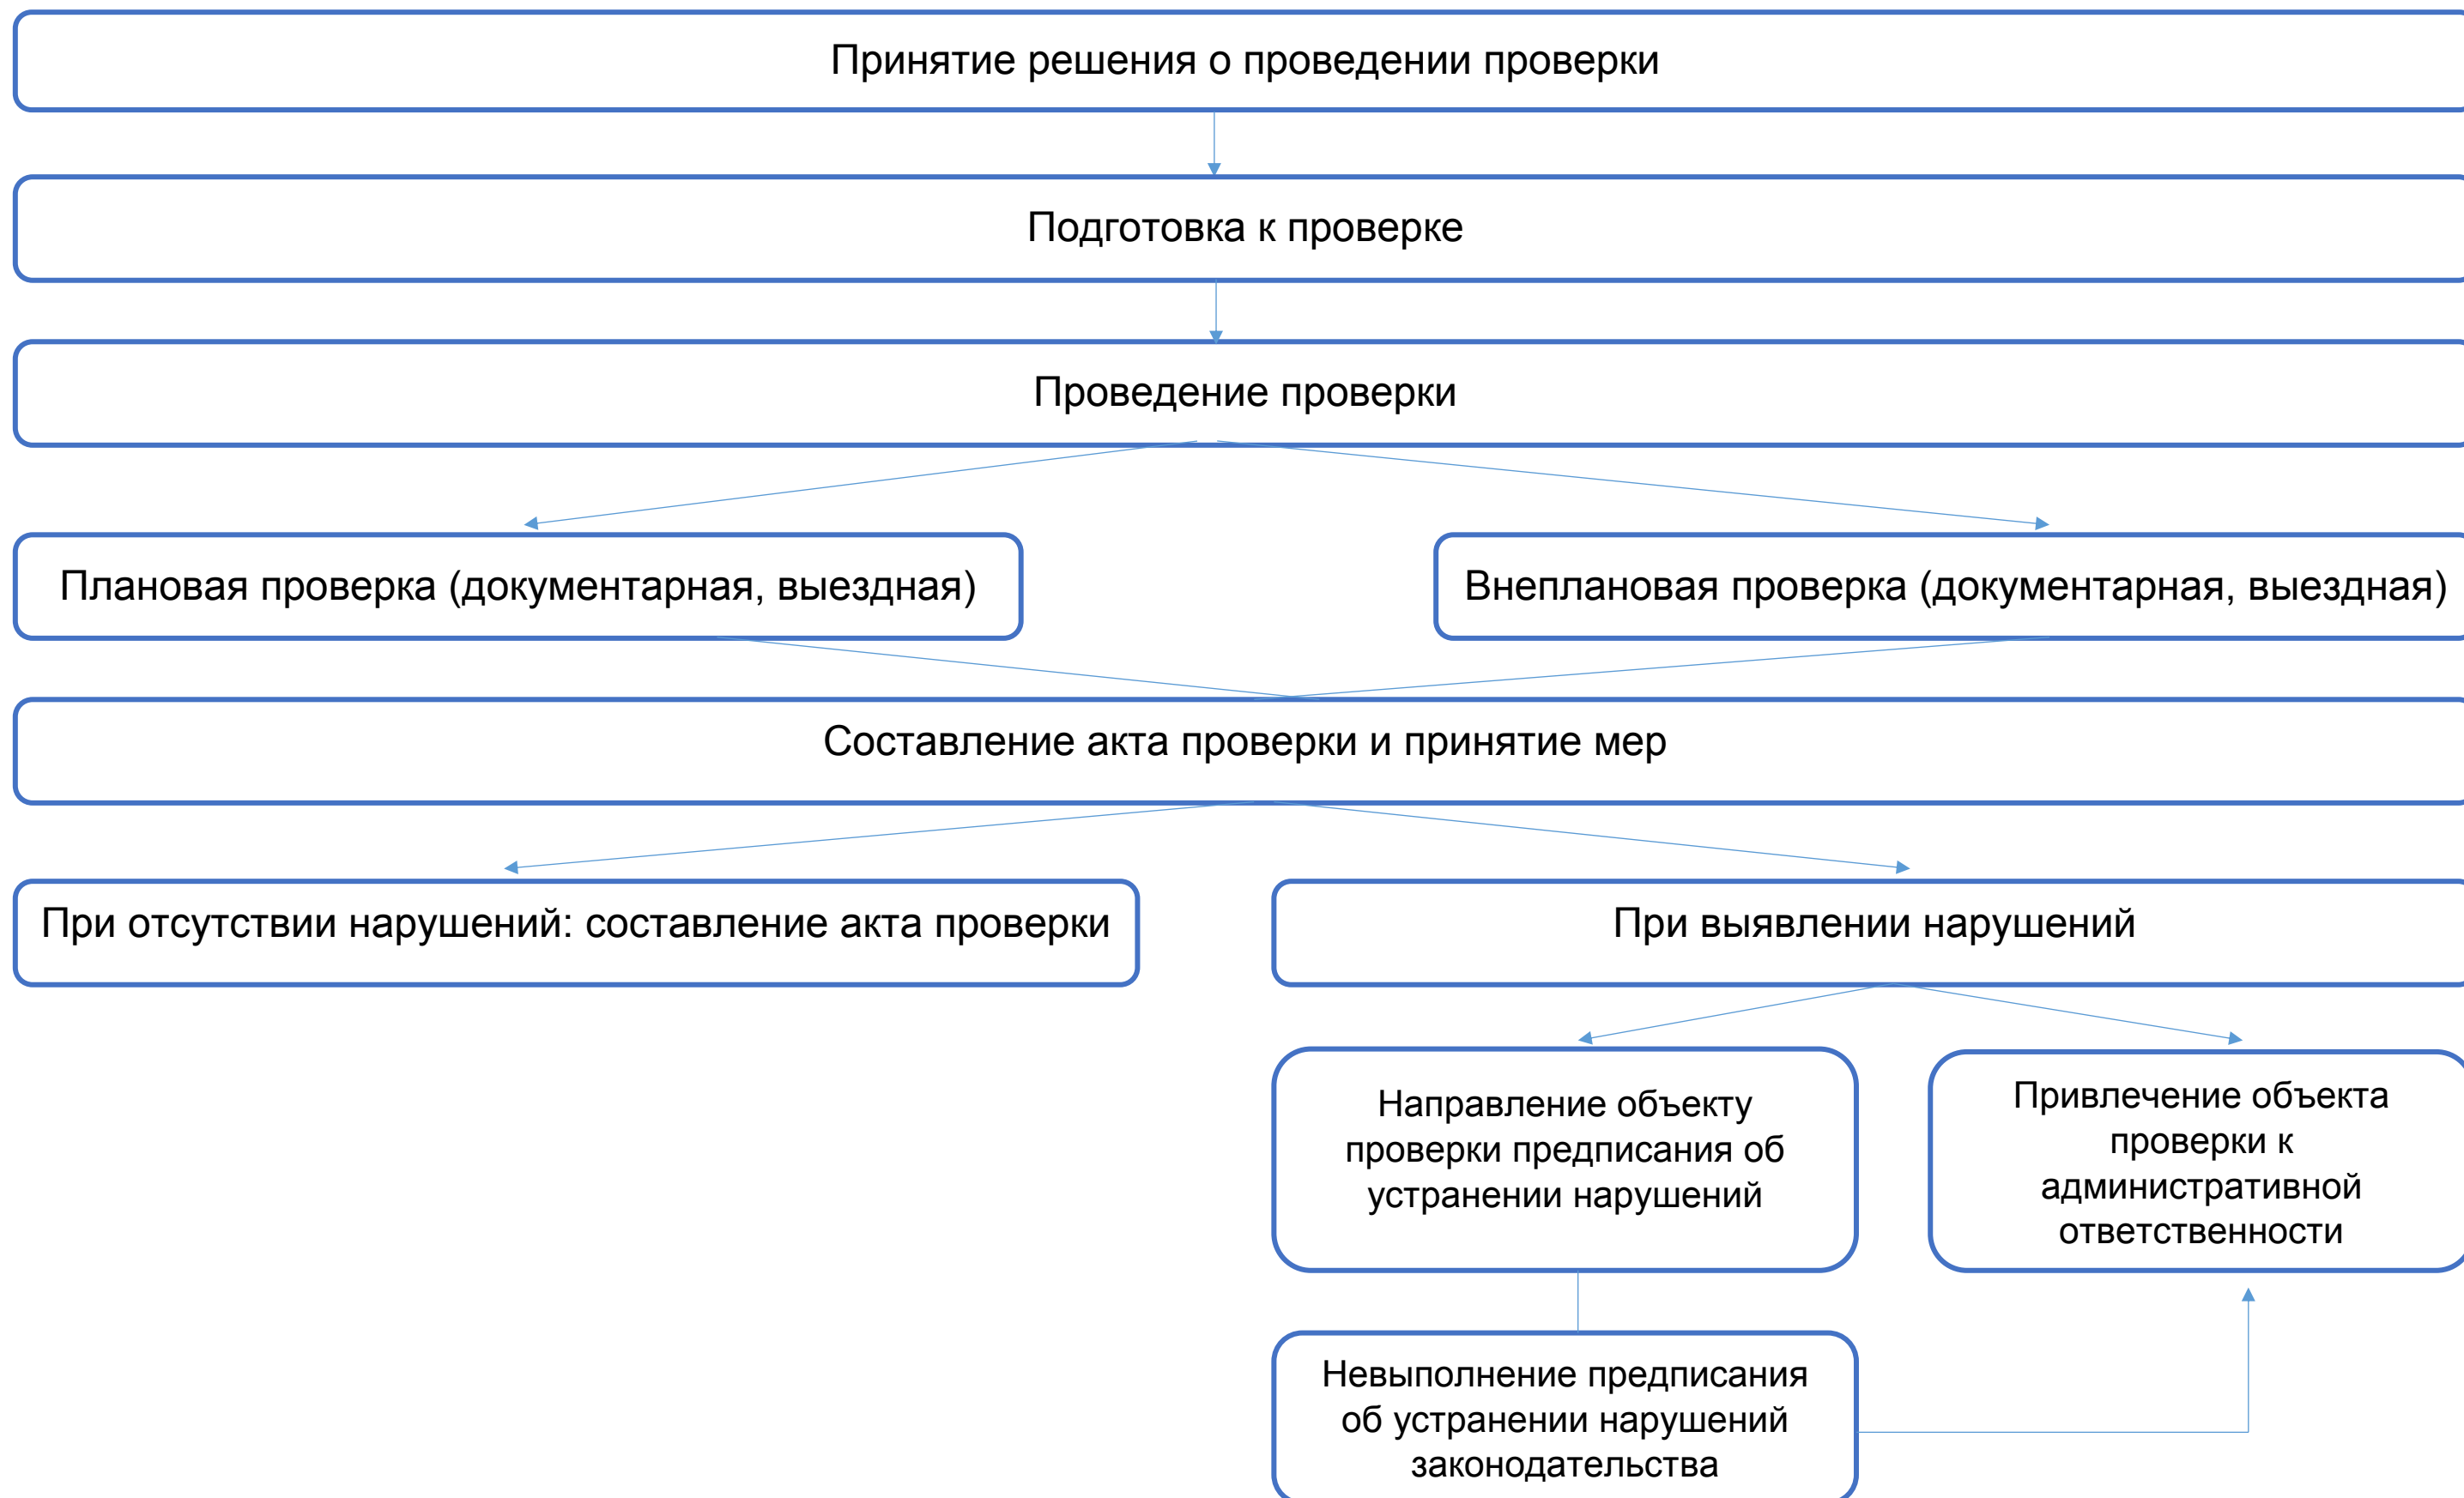 Принятие решения о проведении проверки
Подготовка к проверке
Проведение проверки
Плановая проверка (документарная, выездная)
Внеплановая проверка (документарная, выездная)
Составление акта проверки и принятие мер
При отсутствии нарушений: составление акта проверки
При выявлении нарушений
Направление объекту
проверки предписания об
устранении нарушений
Привлечение объекта
проверки к
административной
ответственности
Невыполнение предписания
об устранении нарушений
законодательства